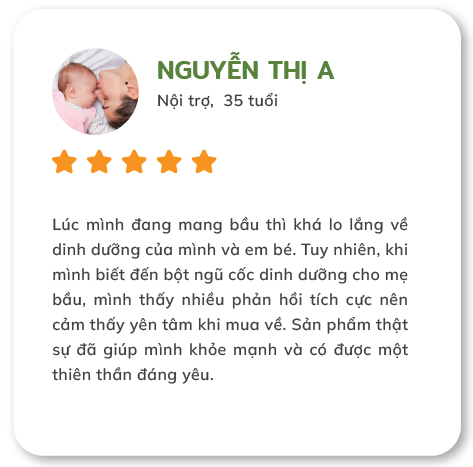 NGUYỄN THỊ A
Nội trợ,  35 tuổi
Lúc mình đang mang bầu thì khá lo lắng về
dinh dưỡng của mình và em bé. Tuy nhiên, khi
mình biết đến bột ngũ cốc dinh dưỡng cho mẹ
bầu, mình thấy nhiều phản hồi tích cực nên
cảm thấy yên tâm khi mua về. Sản phẩm thật
sự đã giúp mình khỏe mạnh và có được một
thiên thần đáng yêu.